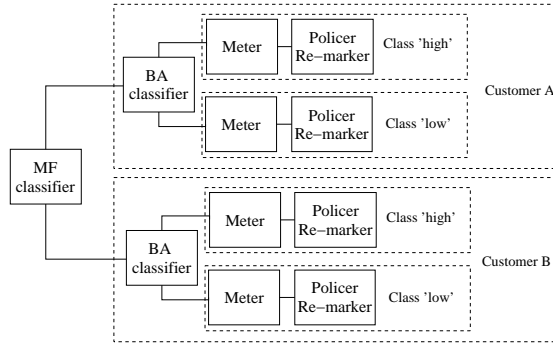 Meter
Policer
Re−marker
Class 'high'
BA
classifier
Customer A
Meter
Policer
Re−marker
Class 'low'
MF
classifier
Meter
Policer
Re−marker
Class 'high'
BA
classifier
Customer B
Meter
Policer
Re−marker
Class 'low'